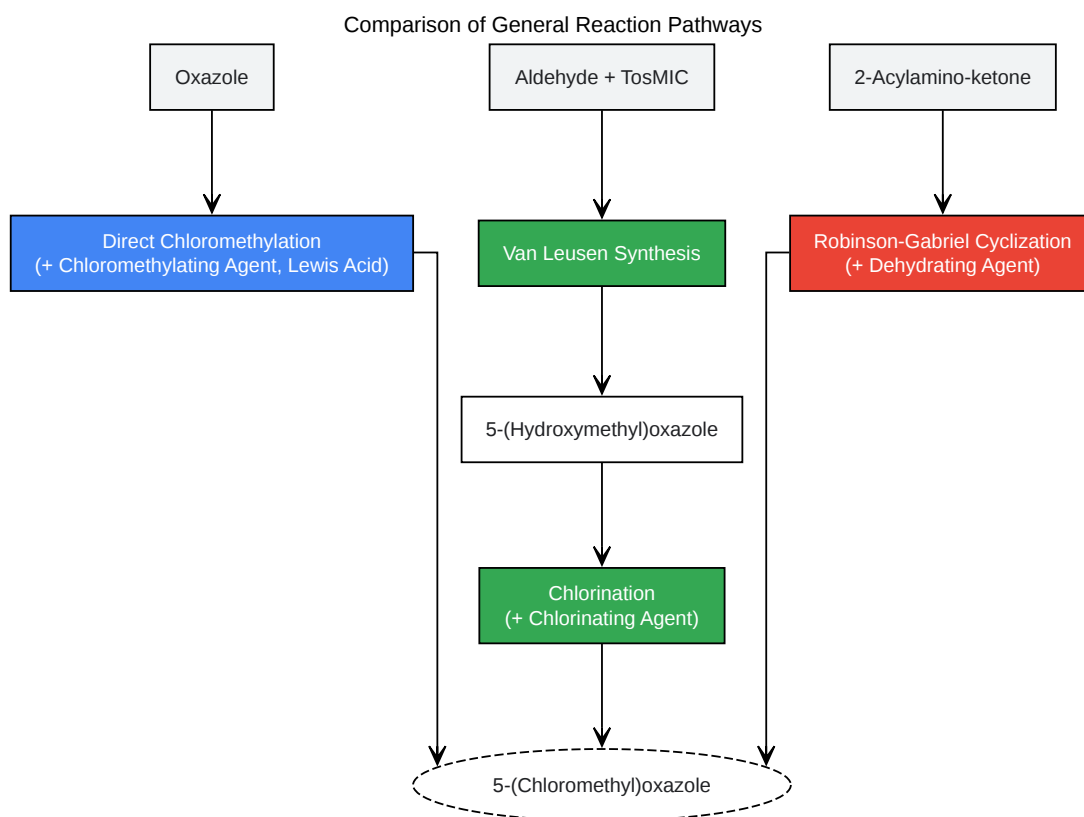 Comparison of General Reaction Pathways
Oxazole
Aldehyde + TosMIC
2-Acylamino-ketone
Direct Chloromethylation
(+ Chloromethylating Agent, Lewis Acid)
Van Leusen Synthesis
Robinson-Gabriel Cyclization
(+ Dehydrating Agent)
5-(Hydroxymethyl)oxazole
Chlorination
(+ Chlorinating Agent)
5-(Chloromethyl)oxazole